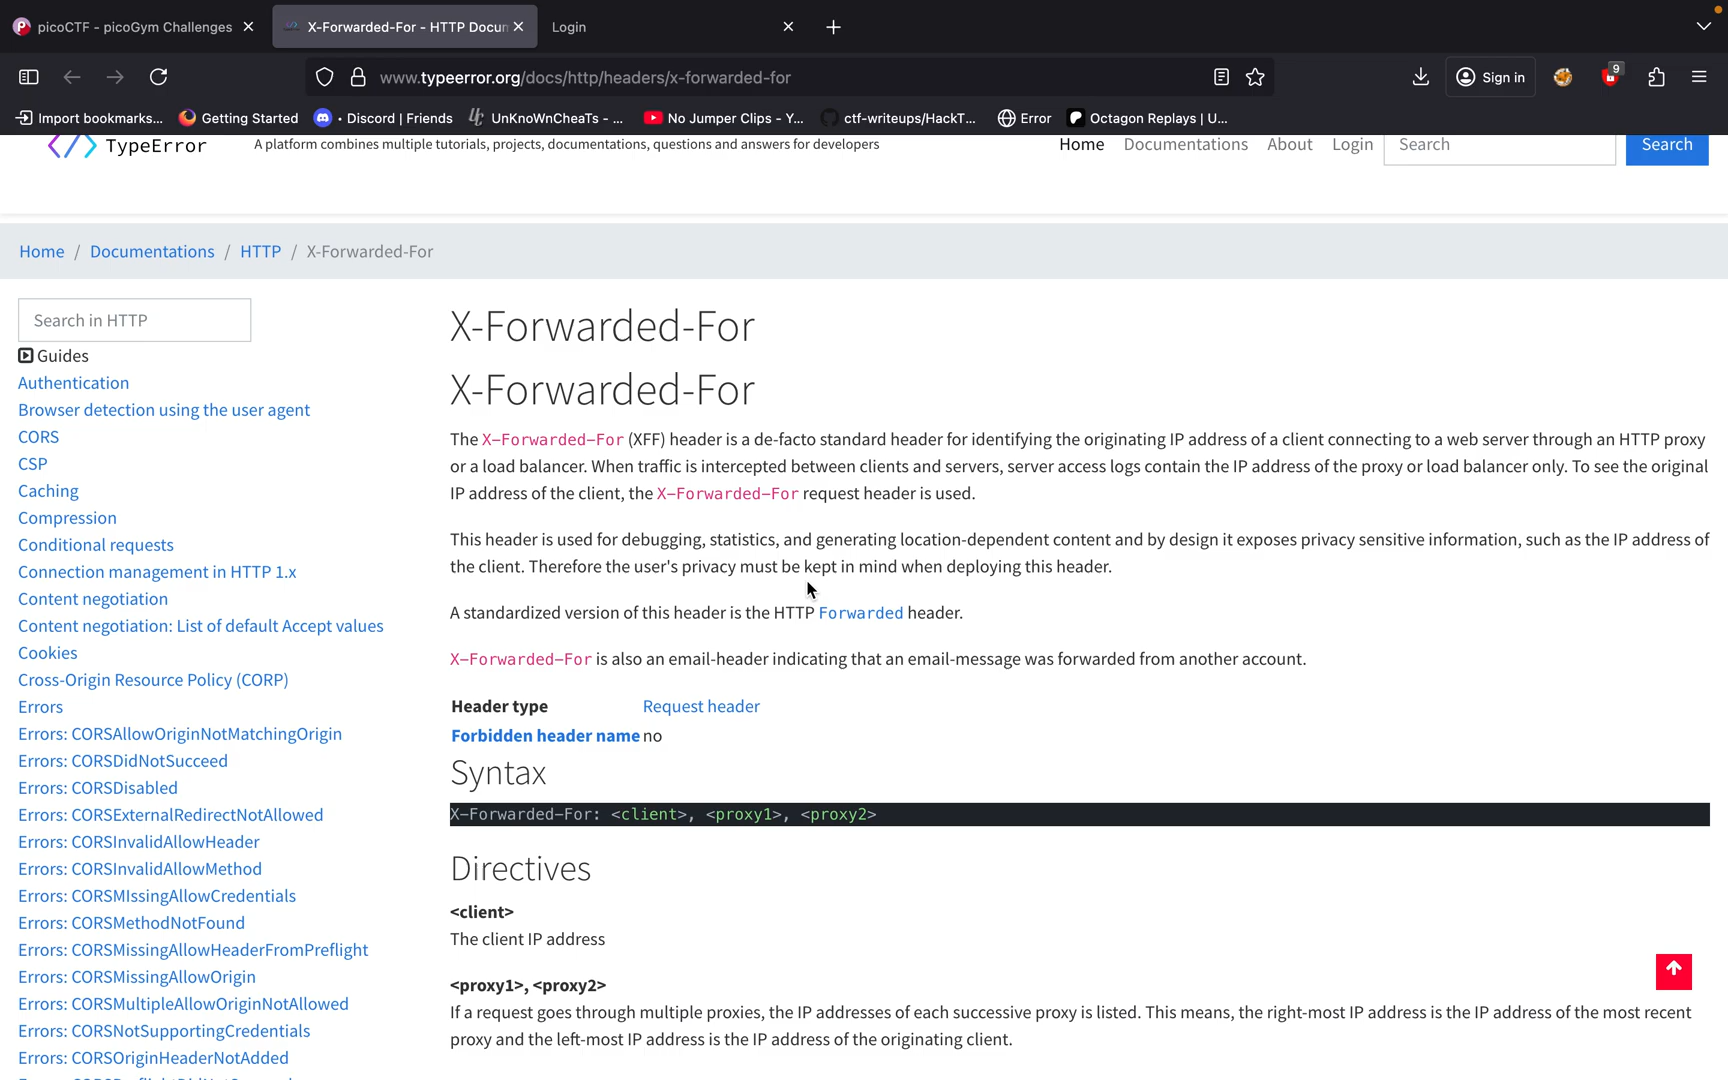 picoCTF - picoGym Challenges
X-Forwarded-For - HTTP Docur
Login
www.typeerror.org/docs/http/headers/x-forwarded-for
Sign in
9
Import bookmarks...
Getting Started
• Discord | Friends
UnKnoWnCheaTs - ...
No Jumper Clips - Y...
ctf-writeups/HackT...
Error
Octagon Replays | U...
TypeError
A platform combines multiple tutorials, projects, documentations, questions and answers for developers
Home Documentations About Login Search Search
Home / Documentations / HTTP / X-Forwarded-For
Search in HTTP
Guides
Authentication
Browser detection using the user agent
CORS
CSP
Caching
Compression
Conditional requests
Connection management in HTTP 1.x
Content negotiation
Content negotiation: List of default Accept values
Cookies
Cross-Origin Resource Policy (CORP)
Errors
Errors: CORSAllowOriginNotMatchingOrigin
Errors: CORSDidNotSucceed
Errors: CORSDisabled
Errors: CORSExternalRedirectNotAllowed
Errors: CORSInvalidAllowHeader
Errors: CORSInvalidAllowMethod
Errors: CORSMIssingAllowCredentials
Errors: CORSMethodNotFound
Errors: CORSMissingAllowHeaderFromPreflight
Errors: CORSMissingAllowOrigin
Errors: CORSMultipleAllowOriginNotAllowed
Errors: CORSNotSupportingCredentials
Errors: CORSOriginHeaderNotAdded
X-Forwarded-For
X-Forwarded-For
The X-Forwarded-For (XFF) header is a de-facto standard header for identifying the originating IP address of a client connecting to a web server through an HTTP proxy
or a load balancer. When traffic is intercepted between clients and servers, server access logs contain the IP address of the proxy or load balancer only. To see the original
IP address of the client, the X-Forwarded-For request header is used.
This header is used for debugging, statistics, and generating location-dependent content and by design it exposes privacy sensitive information, such as the IP address of
the client. Therefore the user's privacy must be kept in mind when deploying this header.
A standardized version of this header is the HTTP Forwarded header.
X-Forwarded-For is also an email-header indicating that an email-message was forwarded from another account.
Header type Request header
Forbidden header name no
Syntax
X-Forwarded-For: <client>, <proxy1>, <proxy2>
Directives
<client>
The client IP address
<proxy1>, <proxy2>
If a request goes through multiple proxies, the IP addresses of each successive proxy is listed. This means, the right-most IP address is the IP address of the most recent
proxy and the left-most IP address is the IP address of the originating client.